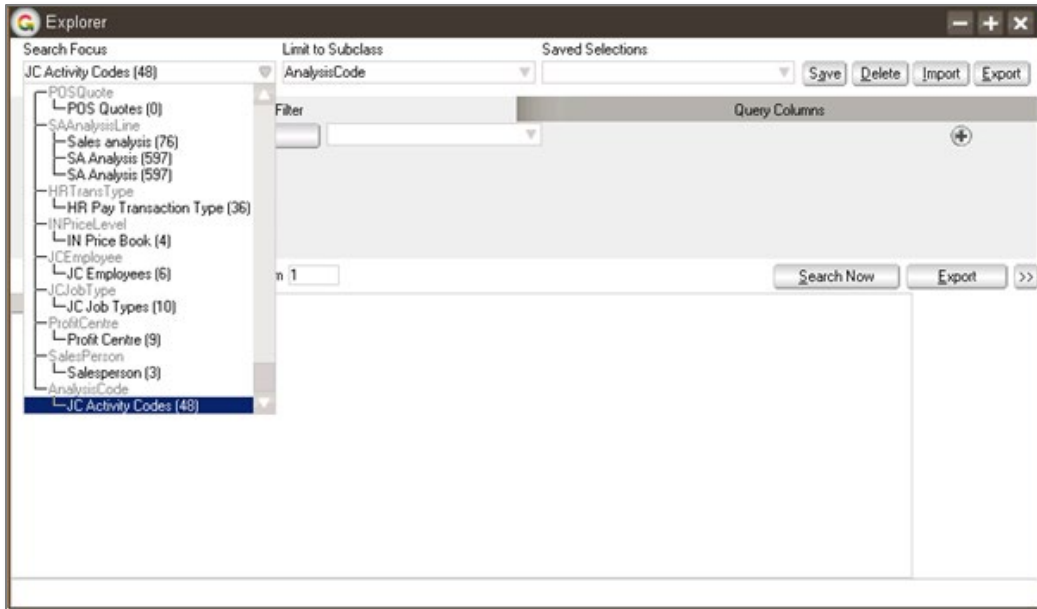 Explorer
Search Focus Limit to Subclass Saved Selections
JC Activity Codes (48) AnalysisCode Save Delete Import Export
POSQuote
POS Quotes (0) Filter Query Columns
SAAnalysisLine
Sales analysis (76)
SA Analysis (597)
SA Analysis (597)
HRTransType
HR Pay Transaction Type (36)
INPriceLevel
IN Price Book (4)
JCEmployee
JC Employees (6) 1 Search Now Export >>
JCJobType
JC Job Types (10)
ProfitCentre
Profit Centre (9)
SalesPerson
Salesperson (3)
AnalysisCode
JC Activity Codes (48)